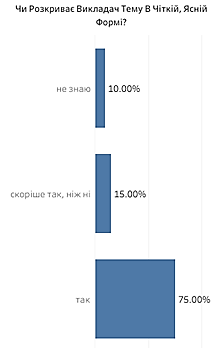 Чи Розкриває Викладач Тему В Чіткій, Ясній
Формі?
не знаю
10.00%
скоріше так, ніж ні
15.00%
так
75.00%